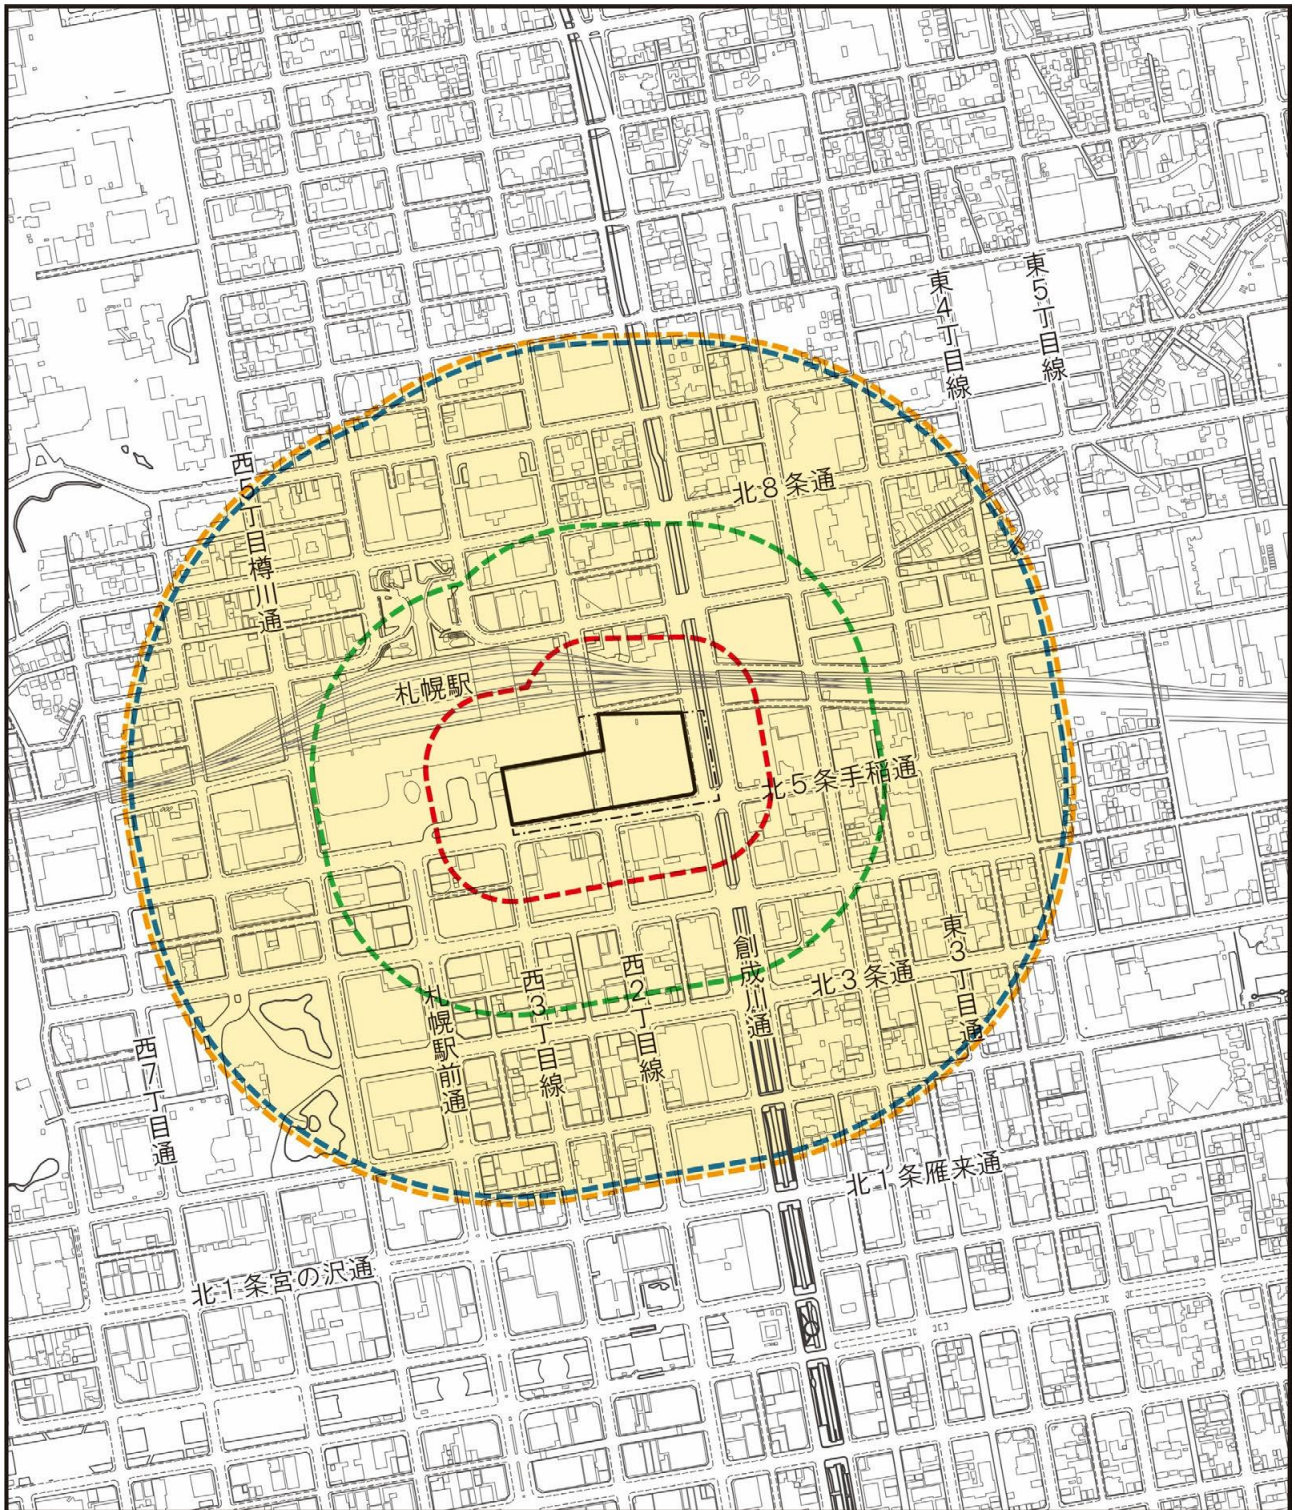 東5丁目線
東4丁目線
西5丁目樽川通
北8条通
札幌駅
北5条手稲通
東3丁目通
創成川通
北3条通
西2丁目線
西3丁目線
札幌駅前通
西7丁目通
北1条雁来通
北1条宮の沢通